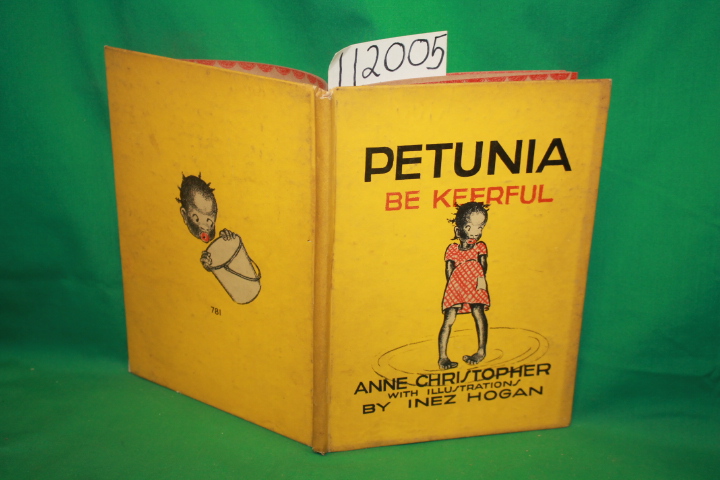 112005
PETUNIA
BE KEERFUL
ANNE CHRISTOPHER
WITH ILLUSTRATIONS
BY INEZ HOGAN
781